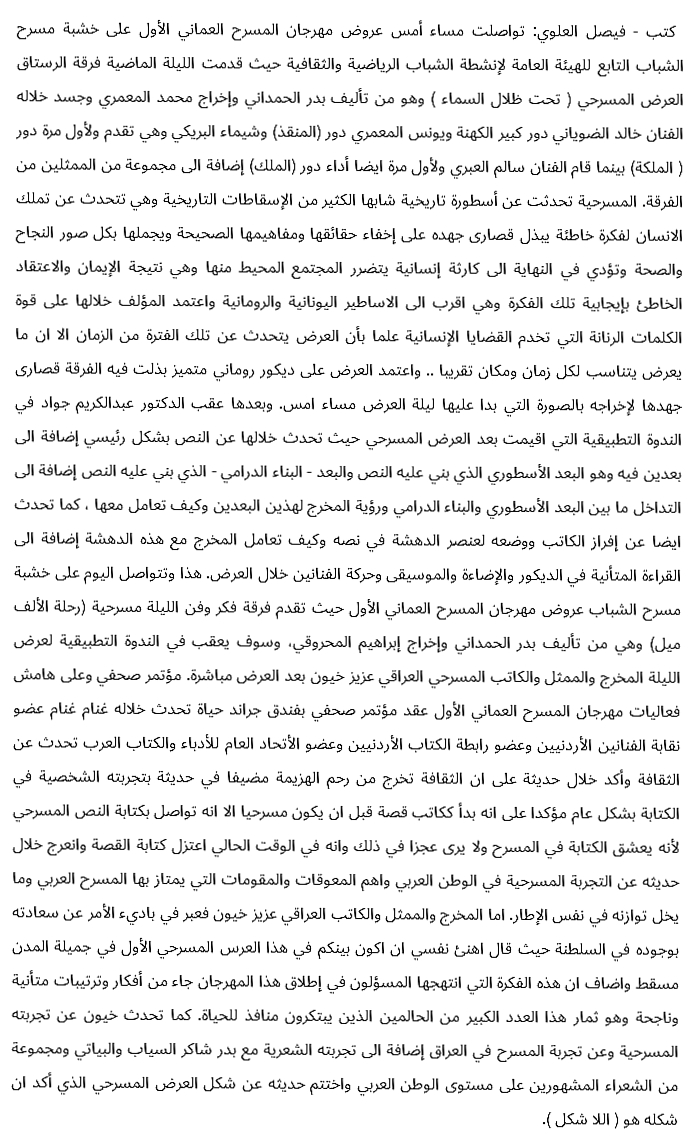 كتب - فيصل العلوي: تواصلت مساء أمس عروض مهرجان المسرح العماني الأول على خشبة مسرح
الشباب التابع للهيئة العامة لإنشطة الشباب الرياضية والثقافية حيث قدمت الليلة الماضية فرقة الرستاق
العرض المسرحي ( تحت ظلال السماء ) وهو من تأليف بدر الحمداني وإخراج محمد المعمري وجسد خلاله
الفنان خالد الضوياني دور كبير الكهنة ويونس المعمري دور (المنقذ) وشيماء البريكي وهي تقدم ولأول مرة دور
( الملكة) بينما قام الفنان سالم العبري ولأول مرة ايضا أداء دور (الملك) إضافة الى مجموعة من الممثلين من
الفرقة. المسرحية تحدثت عن أسطورة تاريخية شابها الكثير من الإسقاطات التاريخية وهي تتحدث عن تملك
الانسان لفكرة خاطئة يبذل قصارى جهده على إخفاء حقائقها ومفاهيمها الصحيحة ويجملها بكل صور النجاح
والصحة وتؤدي في النهاية الى كارثة إنسانية يتضرر المجتمع المحيط منها وهي نتيجة الإيمان والاعتقاد
الخاطئ بإيجابية تلك الفكرة وهي اقرب الى الاساطير اليونانية والرومانية واعتمد المؤلف خلالها على قوة
الكلمات الرنانة التي تخدم القضايا الإنسانية علما بأن العرض يتحدث عن تلك الفترة من الزمان الا ان ما
يعرض يتناسب لكل زمان ومكان تقريبا .. واعتمد العرض على ديكور روماني متميز بذلت فيه الفرقة قصارى
جهدها لإخراجه بالصورة التي بدا عليها ليلة العرض مساء امس. وبعدها عقب الدكتور عبدالكريم جواد في
الندوة التطبيقية التي اقيمت بعد العرض المسرحي حيث تحدث خلالها عن النص بشكل رئيسي إضافة الى
بعدين فيه وهو البعد الأسطوري الذي بني عليه النص والبعد - البناء الدرامي - الذي بني عليه النص إضافة الى
التداخل ما بين البعد الأسطوري والبناء الدرامي ورؤية المخرج لهذين البعدين وكيف تعامل معها ، كما تحدث
ايضا عن إفراز الكاتب ووضعه لعنصر الدهشة في نصه وكيف تعامل المخرج مع هذه الدهشة إضافة الى
القراءة المتأنية في الديكور والإضاءة والموسيقى وحركة الفنانين خلال العرض. هذا وتتواصل اليوم على خشبة
مسرح الشباب عروض مهرجان المسرح العماني الأول حيث تقدم فرقة فكر وفن الليلة مسرحية (رحلة الألف
ميل) وهي من تأليف بدر الحمداني وإخراج إبراهيم المحروقي، وسوف يعقب في الندوة التطبيقية لعرض
الليلة المخرج والممثل والكاتب المسرحي العراقي عزيز خيون بعد العرض مباشرة. مؤتمر صحفي وعلى هامش
فعاليات مهرجان المسرح العماني الأول عقد مؤتمر صحفي بفندق جراند حياة تحدث خلاله غنام غنام عضو
نقابة الفنانين الأردنيين وعضو رابطة الكتاب الأردنيين وعضو الأتحاد العام للأدباء والكتاب العرب تحدث عن
الثقافة وأكد خلال حديثة على ان الثقافة تخرج من رحم الهزيمة مضيفا في حديثة بتجربته الشخصية في
الكتابة بشكل عام مؤكدا على انه بدأ ككاتب قصة قبل ان يكون مسرحيا الا انه تواصل بكتابة النص المسرحي
لأنه يعشق الكتابة في المسرح ولا يرى عجزا في ذلك وانه في الوقت الحالي اعتزل كتابة القصة وانعرج خلال
حديثه عن التجربة المسرحية في الوطن العربي واهم المعوقات والمقومات التي يمتاز بها المسرح العربي وما
يخل توازنه في نفس الإطار. اما المخرج والممثل والكاتب العراقي عزيز خيون فعبر في باديء الأمر عن سعادته
بوجوده في السلطنة حيث قال اهنئ نفسي ان اكون بينكم في هذا العرس المسرحي الأول في جميلة المدن
مسقط واضاف ان هذه الفكرة التي انتهجها المسؤلون في إطلاق هذا المهرجان جاء من أفكار وترتيبات متأنية
وناجحة وهو ثمار هذا العدد الكبير من الحالمين الذين يبتكرون منافذ للحياة. كما تحدث خيون عن تجربته
المسرحية وعن تجربة المسرح في العراق إضافة الى تجربته الشعرية مع بدر شاكر السياب والبياتي ومجموعة
من الشعراء المشهورين على مستوى الوطن العربي واختتم حديثه عن شكل العرض المسرحي الذي أكد ان
شكله هو ( اللا شكل ).